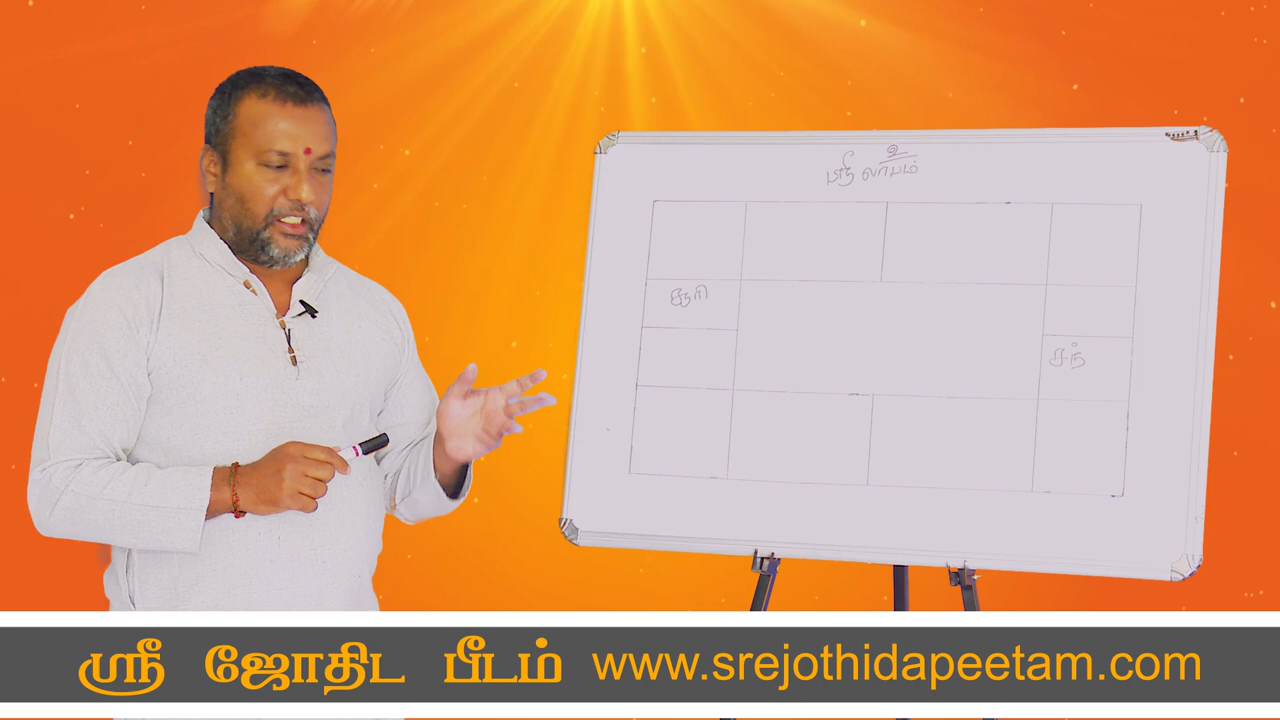 உ
ஸ்ரீ லாபம்
சூரி
சந்
ஸ்ரீ ஜோதிட பீடம் www.srejothidapeetam.com